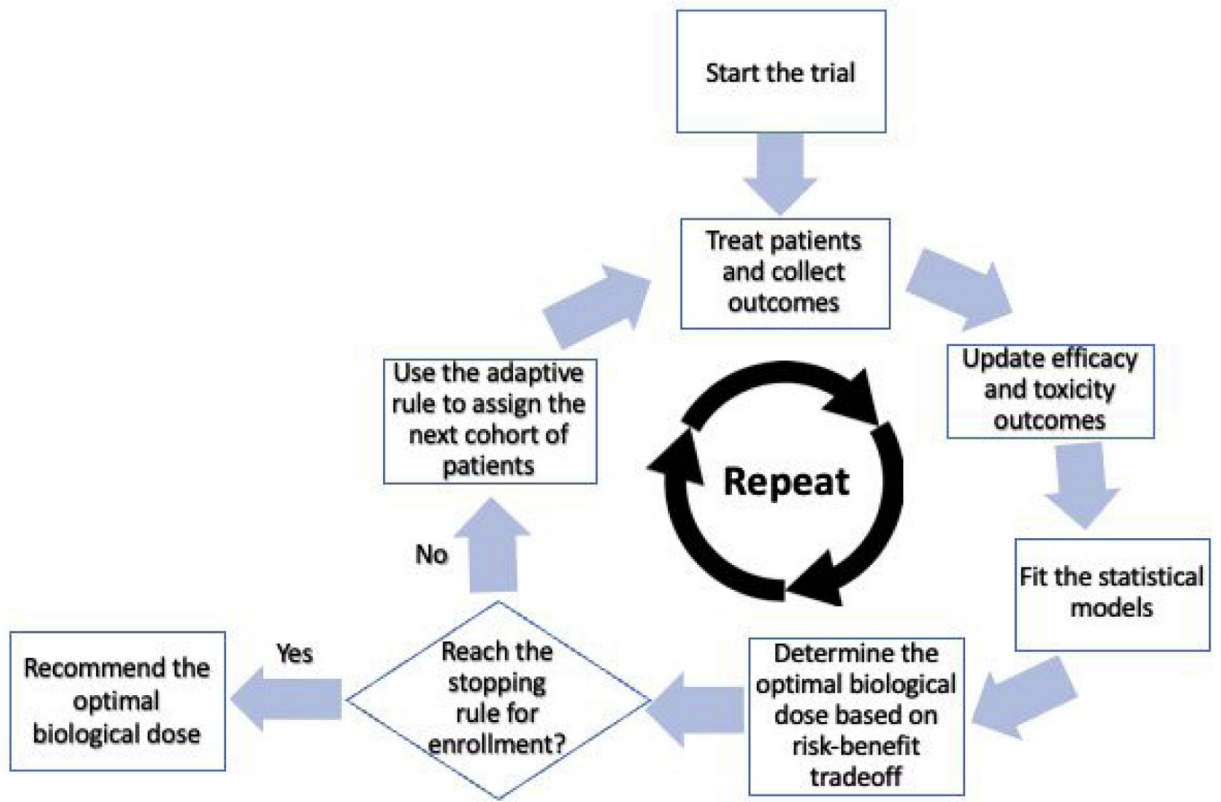 Start the trial
Treat patients
and collect
outcomes
Update efficacy
and toxicity
outcomes
Fit the statistical
models
Determine the
optimal biological
dose based on
risk-benefit
tradeoff
Reach the
stopping
rule for
enrollment?
Yes
Recommend the
optimal
biological dose
No
Use the adaptive
rule to assign the
next cohort of
patients
Repeat